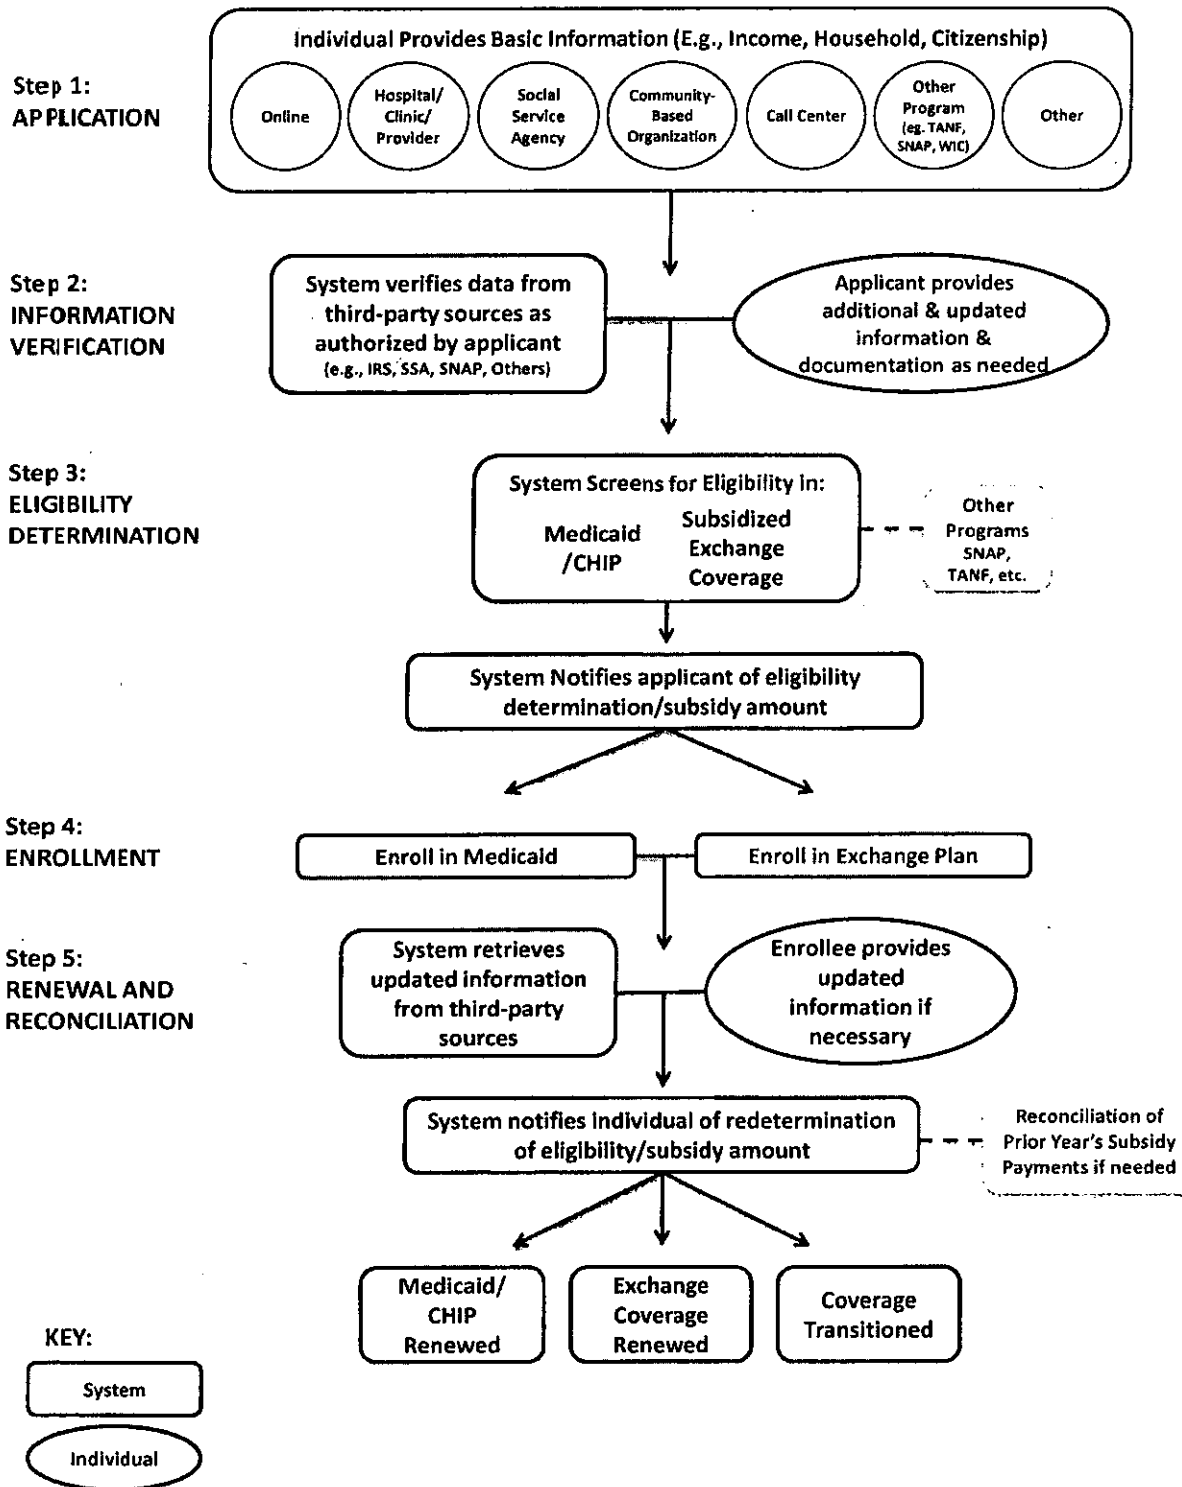 Individual Provides Basic Information (E.g., Income, Household, Citizenship)
Step 1:
APPLICATION
Online
Hospital/
Clinic/
Provider
Social
Service
Agency
Community-
Based
Organization
Call Center
Other
Program
(eg. TANF,
SNAP, WIC)
Other
Step 2:
INFORMATION
VERIFICATION
System verifies data from
third-party sources as
authorized by applicant
(e.g., IRS, SSA, SNAP, Others)
Applicant provides
additional & updated
information &
documentation as needed
Step 3:
ELIGIBILITY
DETERMINATION
System Screens for Eligibility in:
Medicaid
/CHIP
Subsidized
Exchange
Coverage
Other
Programs
SNAP,
TANF, etc.
System Notifies applicant of eligibility
determination/subsidy amount
Step 4:
ENROLLMENT
Enroll in Medicaid
Enroll in Exchange Plan
Step 5:
RENEWAL AND
RECONCILIATION
System retrieves
updated information
from third-party
sources
Enrollee provides
updated
information if
necessary
System notifies individual of redetermination
of eligibility/subsidy amount
Reconciliation of
Prior Year's Subsidy
Payments if needed
Medicaid/
CHIP
Renewed
Exchange
Coverage
Renewed
Coverage
Transitioned
KEY:
System
Individual